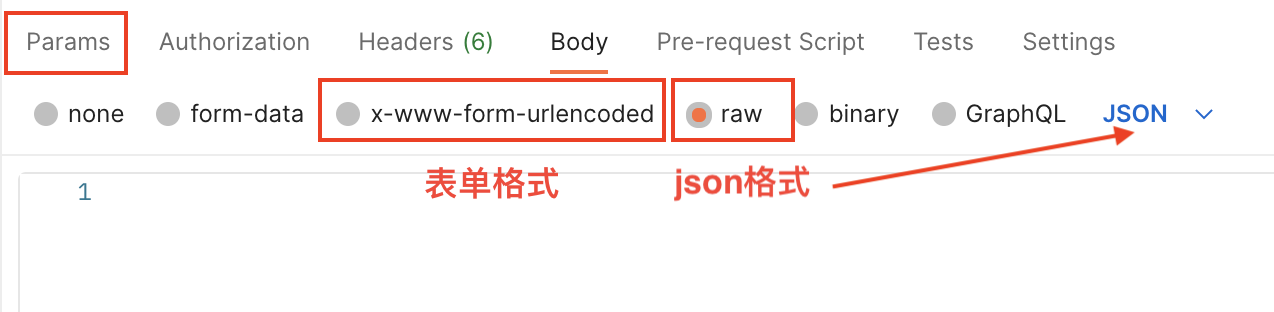 Params Authorization Headers (6) Body Pre-request Script Tests Settings
none form-data x-www-form-urlencoded raw binary GraphQL JSON
表单格式 json格式
1